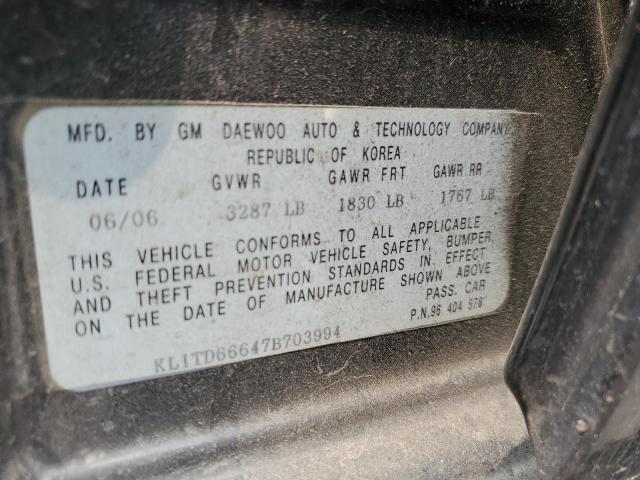 MFD. BY GM DAEWOO AUTO & TECHNOLOGY COMPANY
REPUBLIC OF KOREA
DATE GVWR GAWR FRT GAWR RR
06/06 3287 LB 1830 LB 1767 LB
THIS VEHICLE CONFORMS TO ALL APPLICABLE
U.S. FEDERAL MOTOR VEHICLE SAFETY, BUMPER,
AND THEFT PREVENTION STANDARDS IN EFFECT
ON THE DATE OF MANUFACTURE SHOWN ABOVE
PASS. CAR
P.N.96 404 578
KL1TD66647B703994